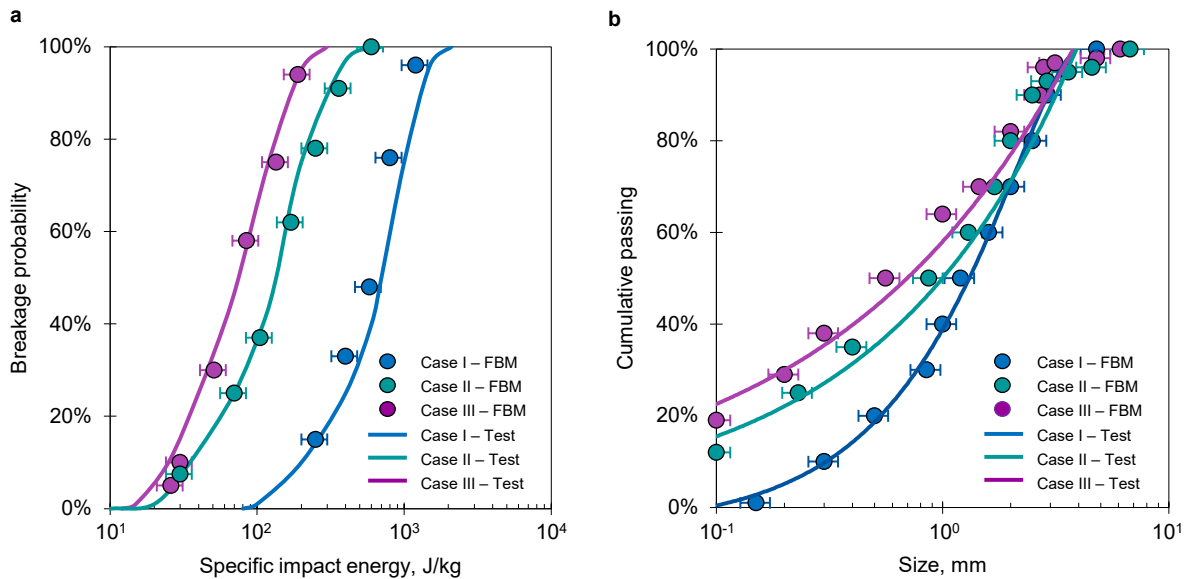 a
100%
80%
60%
40%
20%
0%
Breakage probability
10¹
10²
10³
10⁴
Specific impact energy, J/kg
Case I – FBM
Case II – FBM
Case III – FBM
Case I – Test
Case II – Test
Case III – Test
b
100%
80%
60%
40%
20%
0%
Cumulative passing
10⁻¹
10⁰
10¹
Size, mm
Case I – FBM
Case II – FBM
Case III – FBM
Case I – Test
Case II – Test
Case III – Test